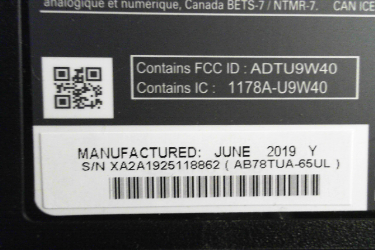 analogique et numérique, Canada BETS-7 / NTMR-7. CAN ICE
Contains FCC ID : ADTU9W40
Contains IC : 1178A-U9W40
MANUFACTURED: JUNE 2019 Y
S/N XA2A1925118862 ( AB78TUA-65UL )